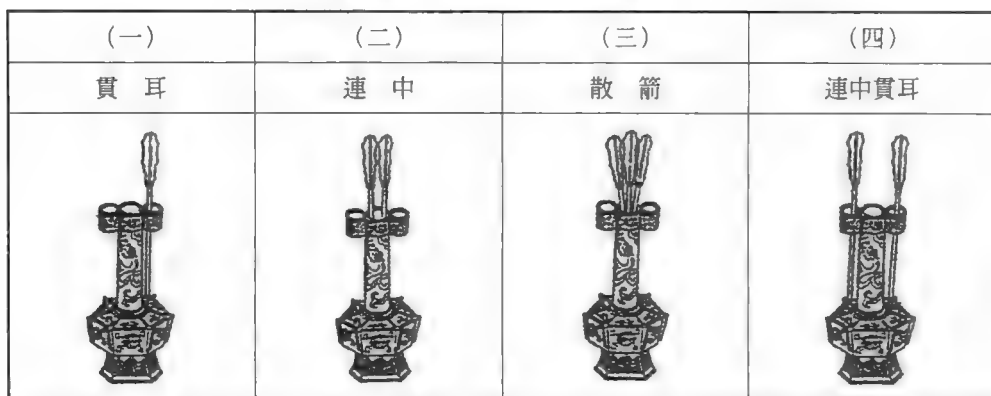 （一） （二） （三） （四）
貫耳 連中 散箭 連中貫耳